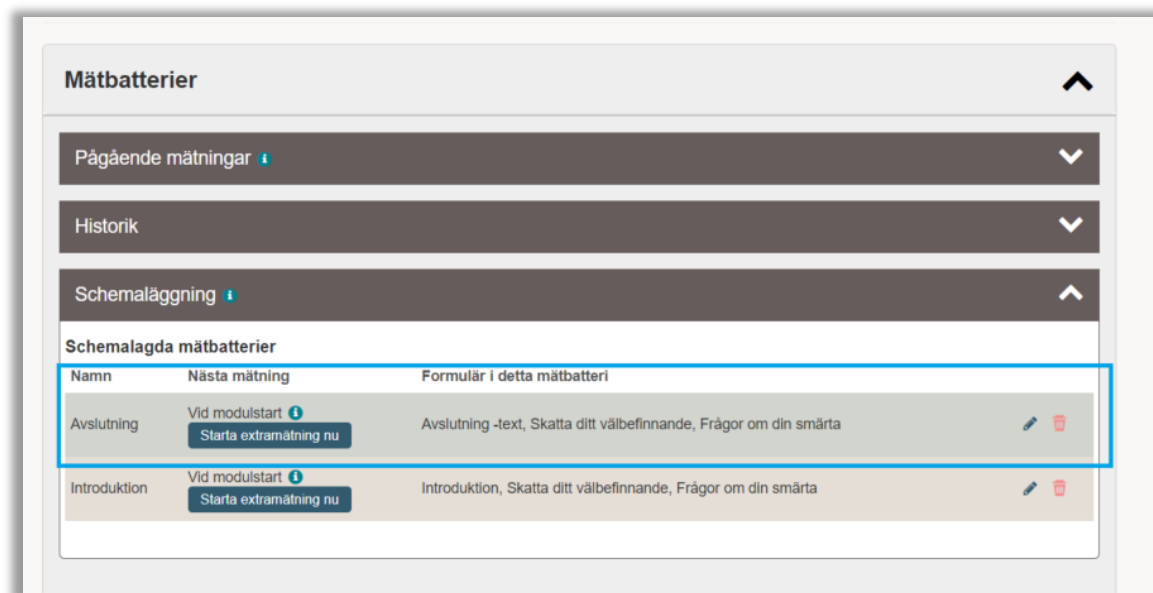 Mätbatterier
Pågående mätningar
Historik
Schemaläggning
Schemalagda mätbatterier
Namn Nästa mätning Formulär i detta mätbatteri
Avslutning Vid modulstart Avslutning -text, Skatta ditt välbefinnande, Frågor om din smärta
Starta extramätning nu
Introduktion Vid modulstart Introduktion, Skatta ditt välbefinnande, Frågor om din smärta
Starta extramätning nu